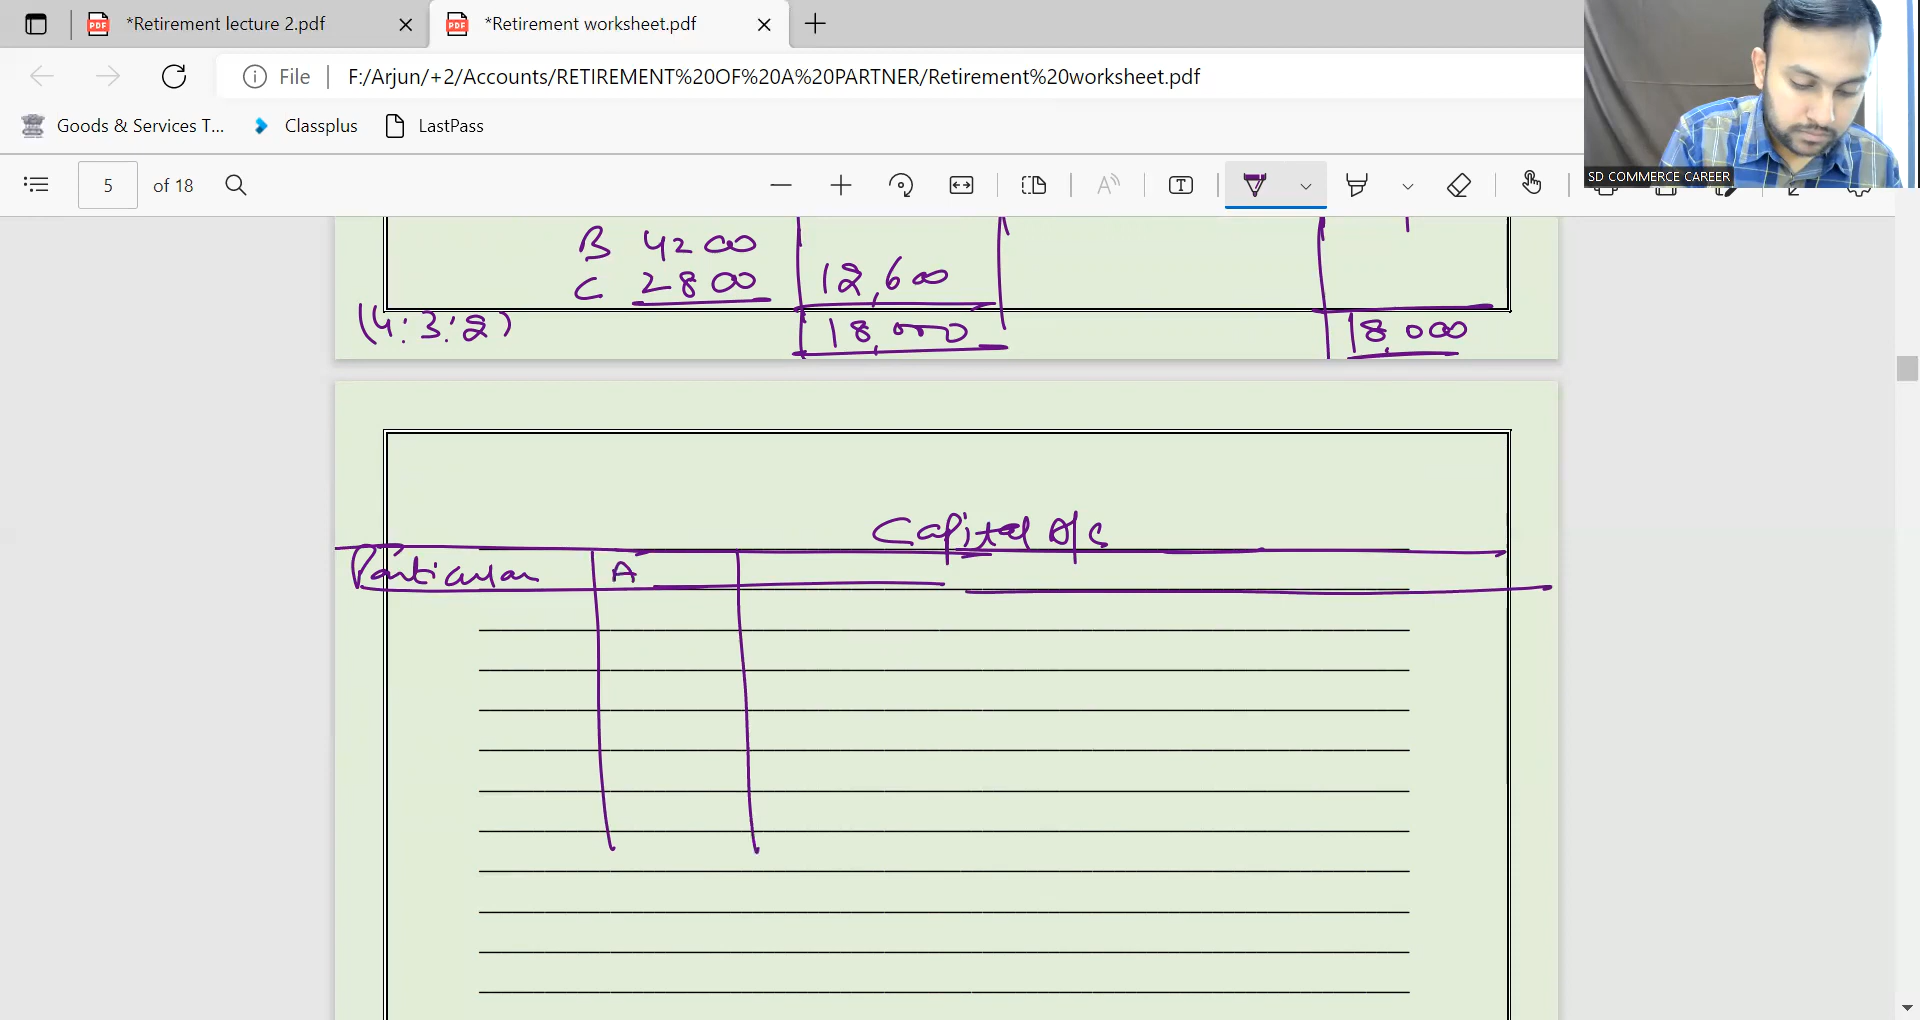 *Retirement lecture 2.pdf
*Retirement worksheet.pdf
File
F:/Arjun/+2/Accounts/RETIREMENT%20OF%20A%20PARTNER/Retirement%20worksheet.pdf
Goods & Services T...
Classplus
LastPass
SD COMMERCE CAREER
5 of 18
B 4200
C 2800 12,600
(4:3:2) 18,000 18,000
Capital A/c
Particular A